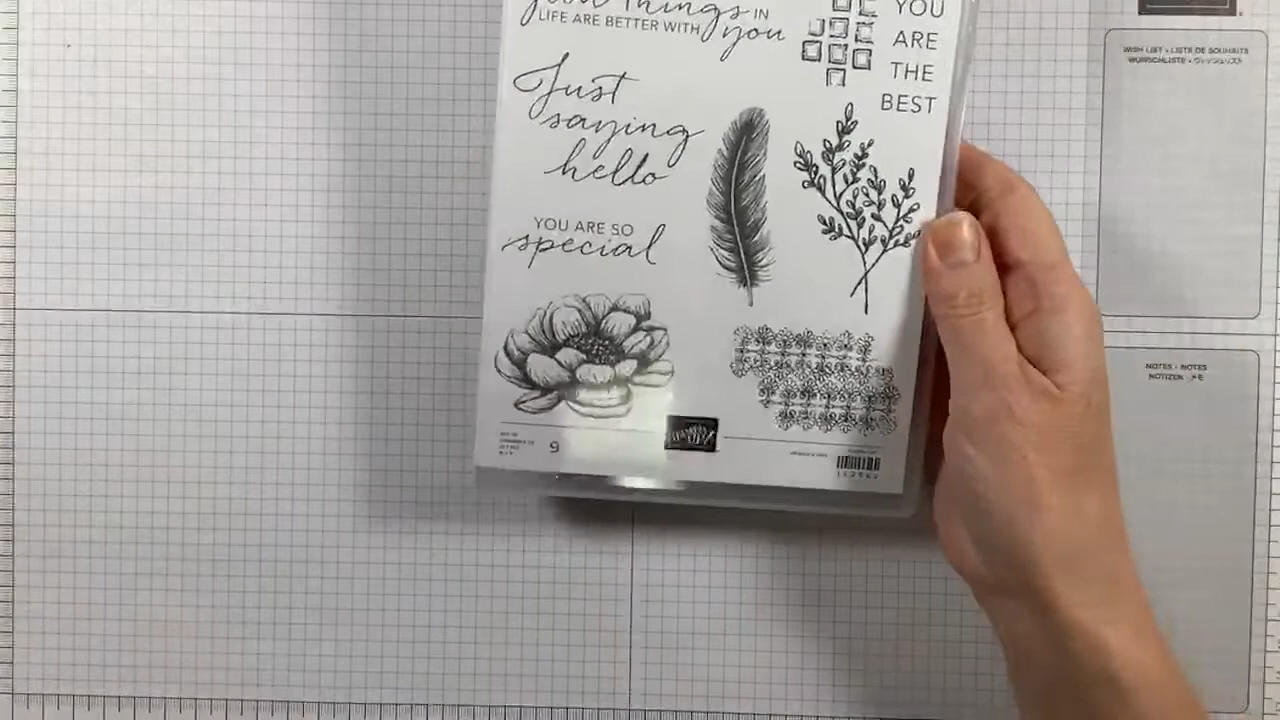 Good Things IN
LIFE ARE BETTER WITH you
YOU
ARE
THE
BEST
Just
saying
hello
YOU ARE SO
special
9
WISH LIST • LISTE DE SOUHAITS
WUNSCHLISTE • ウィッシュリスト
NOTES • NOTES
NOTIZEN • メモ